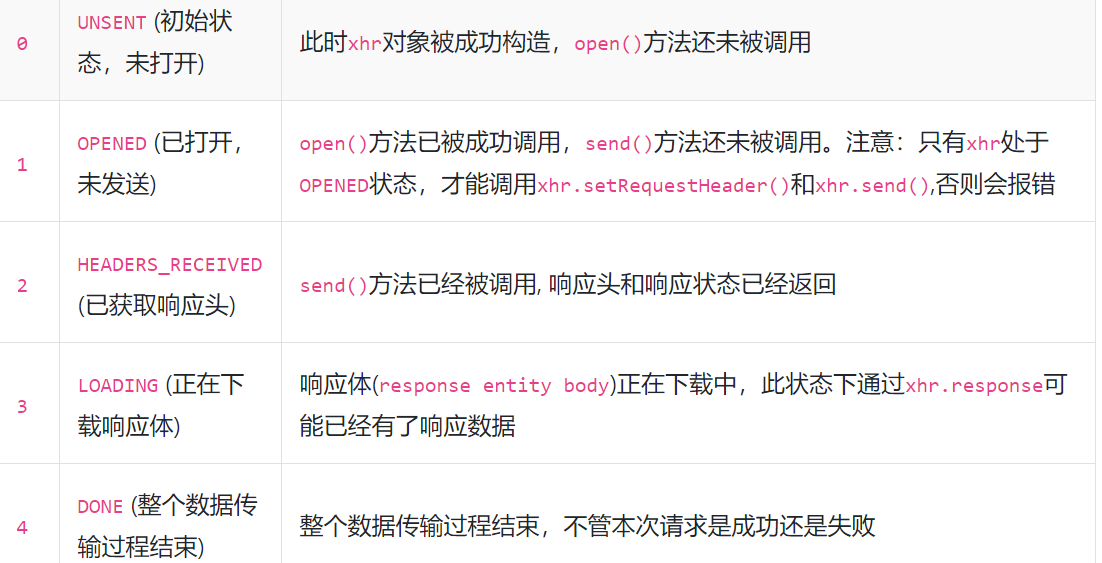 0
UNSENT (初始状
态，未打开)
此时xhr对象被成功构造，open()方法还未被调用
1
OPENED (已打开，
未发送)
open()方法已被成功调用，send()方法还未被调用。注意：只有xhr处于
OPENED状态，才能调用xhr.setRequestHeader()和xhr.send(),否则会报错
2
HEADERS_RECEIVED
(已获取响应头)
send()方法已经被调用, 响应头和响应状态已经返回
3
LOADING (正在下
载响应体)
响应体(response entity body)正在下载中，此状态下通过xhr.response可
能已经有了响应数据
4
DONE (整个数据传
输过程结束)
整个数据传输过程结束，不管本次请求是成功还是失败